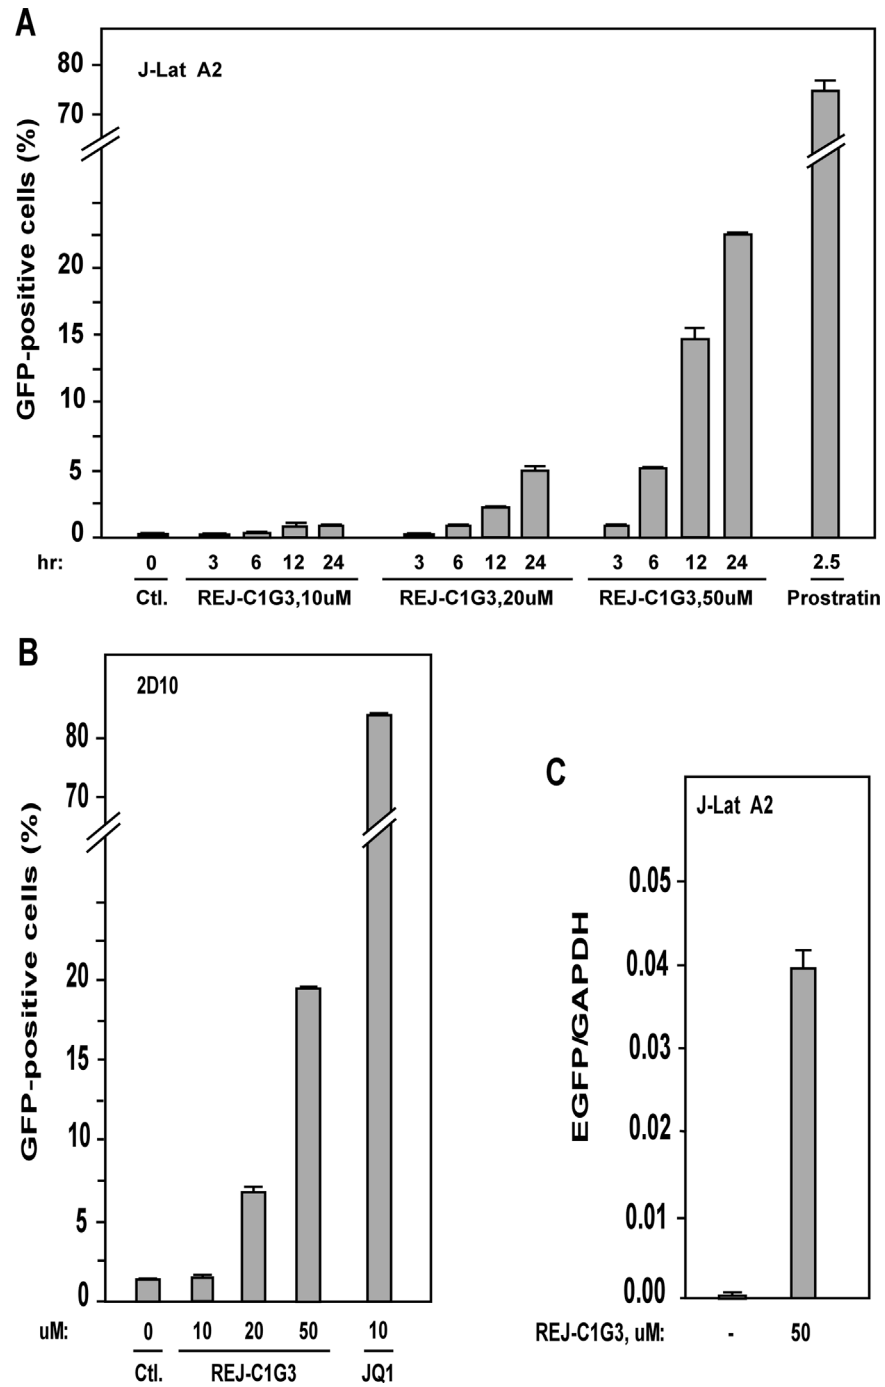 A
J-Lat A2
GFP-positive cells (%)
80
70
20
15
10
5
0
hr: 0 3 6 12 24 3 6 12 24 3 6 12 24 2.5
Ctl. REJ-C1G3,10uM REJ-C1G3,20uM REJ-C1G3,50uM Prostratin
B
2D10
GFP-positive cells (%)
80
70
20
15
10
5
0
uM: 0 10 20 50 10
Ctl. REJ-C1G3 JQ1
C
J-Lat A2
EGFP/GAPDH
0.05
0.04
0.03
0.02
0.01
0.00
REJ-C1G3, uM: - 50